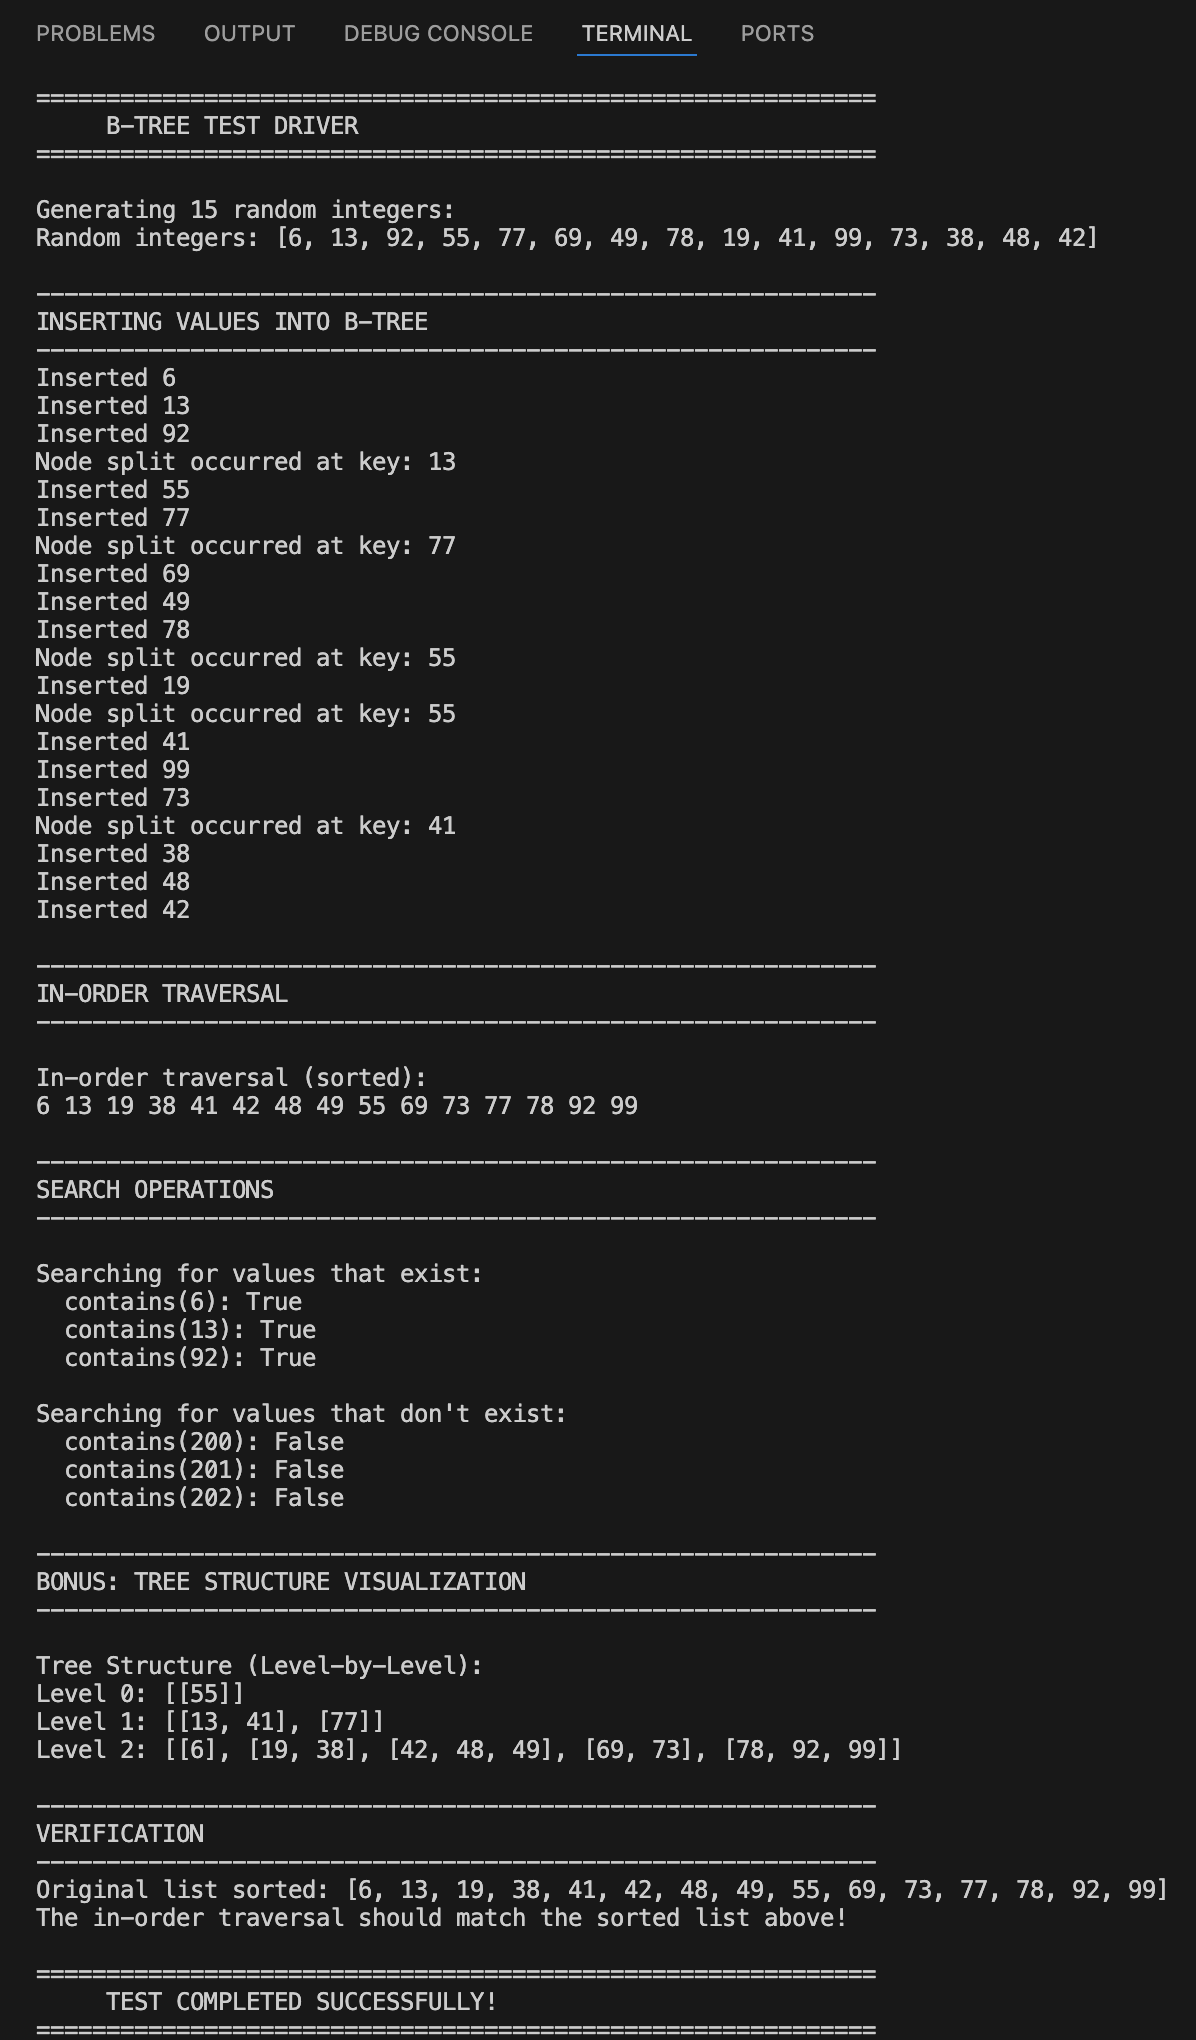 PROBLEMS OUTPUT DEBUG CONSOLE TERMINAL PORTS
============================================================
     B-TREE TEST DRIVER
============================================================
Generating 15 random integers:
Random integers: [6, 13, 92, 55, 77, 69, 49, 78, 19, 41, 99, 73, 38, 48, 42]
------------------------------------------------------------
INSERTING VALUES INTO B-TREE
------------------------------------------------------------
Inserted 6
Inserted 13
Inserted 92
Node split occurred at key: 13
Inserted 55
Inserted 77
Node split occurred at key: 77
Inserted 69
Inserted 49
Inserted 78
Node split occurred at key: 55
Inserted 19
Node split occurred at key: 55
Inserted 41
Inserted 99
Inserted 73
Node split occurred at key: 41
Inserted 38
Inserted 48
Inserted 42
------------------------------------------------------------
IN-ORDER TRAVERSAL
------------------------------------------------------------
In-order traversal (sorted):
6 13 19 38 41 42 48 49 55 69 73 77 78 92 99
------------------------------------------------------------
SEARCH OPERATIONS
------------------------------------------------------------
Searching for values that exist:
  contains(6): True
  contains(13): True
  contains(92): True
Searching for values that don't exist:
  contains(200): False
  contains(201): False
  contains(202): False
------------------------------------------------------------
BONUS: TREE STRUCTURE VISUALIZATION
------------------------------------------------------------
Tree Structure (Level-by-Level):
Level 0: [[55]]
Level 1: [[13, 41], [77]]
Level 2: [[6], [19, 38], [42, 48, 49], [69, 73], [78, 92, 99]]
------------------------------------------------------------
VERIFICATION
------------------------------------------------------------
Original list sorted: [6, 13, 19, 38, 41, 42, 48, 49, 55, 69, 73, 77, 78, 92, 99]
The in-order traversal should match the sorted list above!
============================================================
     TEST COMPLETED SUCCESSFULLY!
============================================================